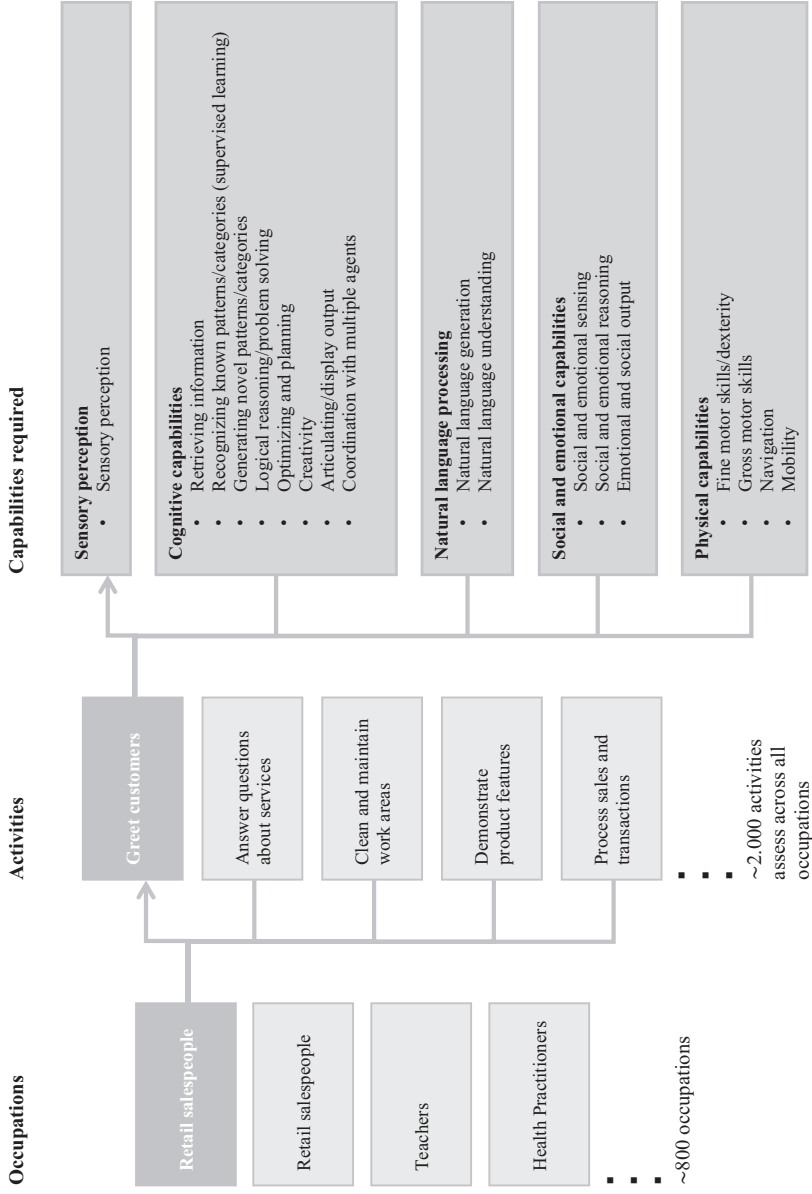 Occupations
Retail salespeople
Retail salespeople
Teachers
Health Practitioners
~800 occupations
Activities
Greet customers
Answer questions
about services
Clean and maintain
work areas
Demonstrate
product features
Process sales and
transactions
~2.000 activities
assess across all
occupations
Capabilities required
Sensory perception
• Sensory perception
Cognitive capabilities
• Retrieving information
• Recognizing known patterns/categories (supervised learning)
• Generating novel patterns/categories
• Logical reasoning/problem solving
• Optimizing and planning
• Creativity
• Articulating/display output
• Coordination with multiple agents
Natural language processing
• Natural language generation
• Natural language understanding
Social and emotional capabilities
• Social and emotional sensing
• Social and emotional reasoning
• Emotional and social output
Physical capabilities
• Fine motor skills/dexterity
• Gross motor skills
• Navigation
• Mobility